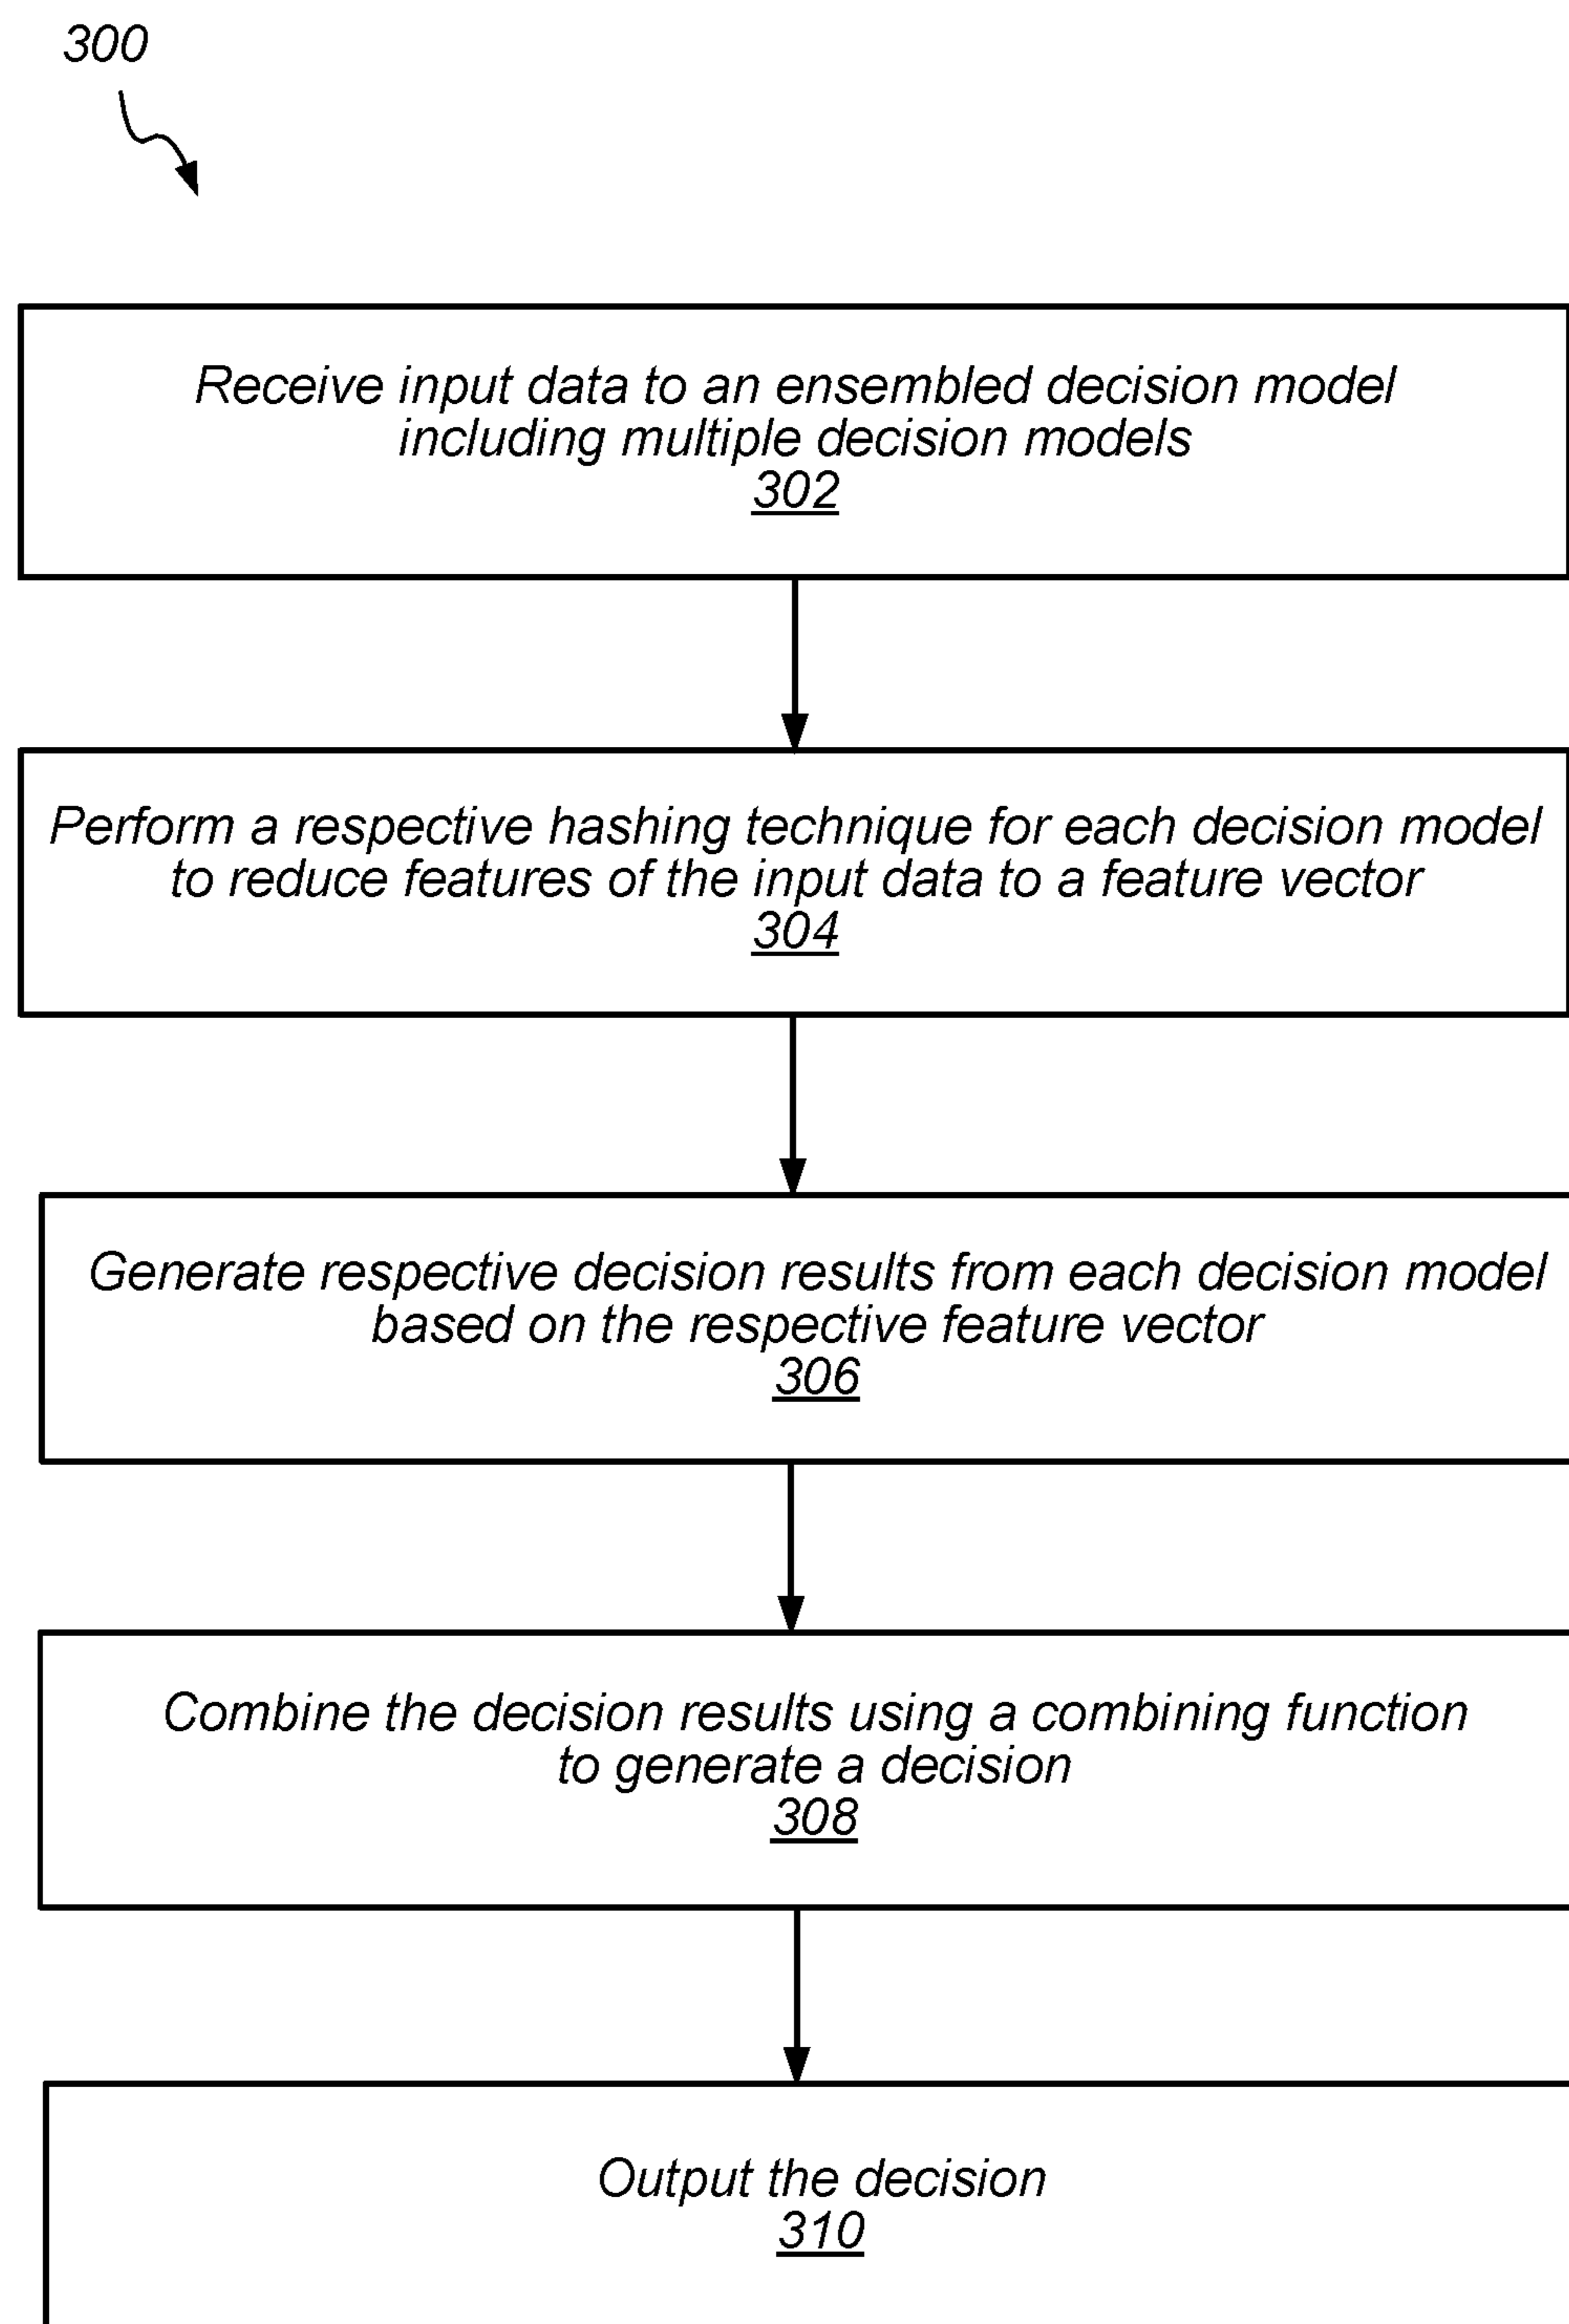 300
Receive input data to an ensembled decision model
including multiple decision models
302
Perform a respective hashing technique for each decision model
to reduce features of the input data to a feature vector
304
Generate respective decision results from each decision model
based on the respective feature vector
306
Combine the decision results using a combining function
to generate a decision
308
Output the decision
310